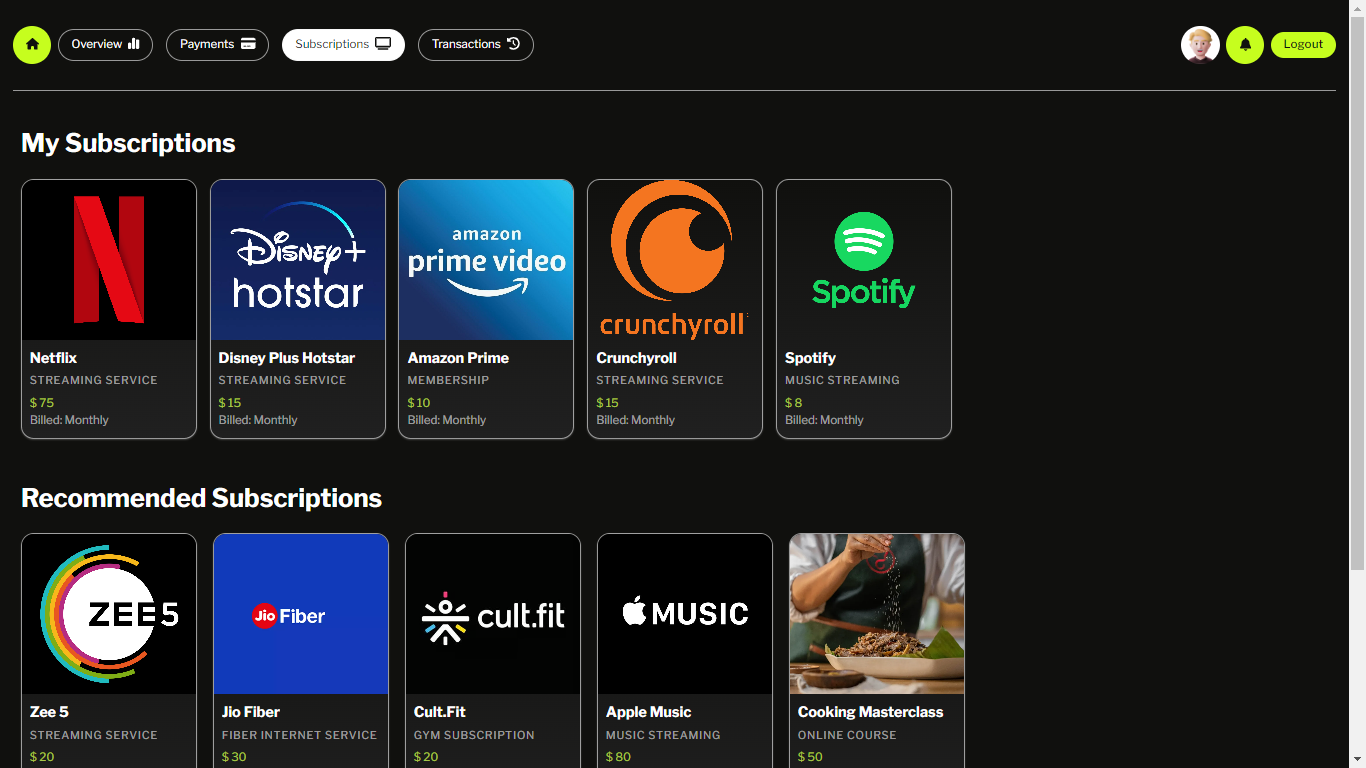 Overview
Payments
Subscriptions
Transactions
Logout
My Subscriptions
DISNEY+
hotstar
amazon
prime video
crunchyroll
Spotify
Netflix
STREAMING SERVICE
$ 75
Billed: Monthly
Disney Plus Hotstar
STREAMING SERVICE
$ 15
Billed: Monthly
Amazon Prime
MEMBERSHIP
$ 10
Billed: Monthly
Crunchyroll
STREAMING SERVICE
$ 15
Billed: Monthly
Spotify
MUSIC STREAMING
$ 8
Billed: Monthly
Recommended Subscriptions
ZEE5
Jio Fiber
cult.fit
MUSIC
Zee 5
STREAMING SERVICE
$ 20
Jio Fiber
FIBER INTERNET SERVICE
$ 30
Cult.Fit
GYM SUBSCRIPTION
$ 20
Apple Music
MUSIC STREAMING
$ 80
Cooking Masterclass
ONLINE COURSE
$ 50